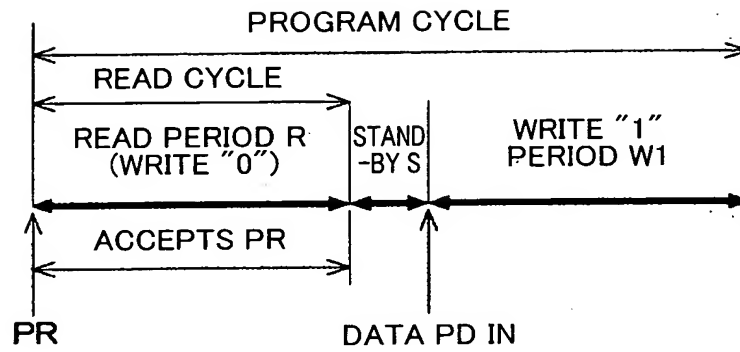 PROGRAM CYCLE
READ CYCLE
READ PERIOD R
(WRITE "0")
STAND
-BY S
WRITE "1"
PERIOD W1
ACCEPTS PR
PR
DATA PD IN